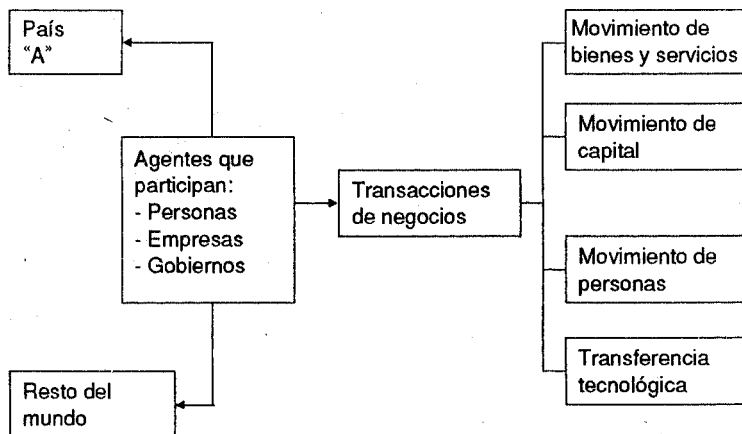 País
“A”
Agentes que
participan:
- Personas
- Empresas
- Gobiernos
Resto del
mundo
Transacciones
de negocios
Movimiento de
bienes y servicios
Movimiento de
capital
Movimiento de
personas
Transferencia
tecnológica